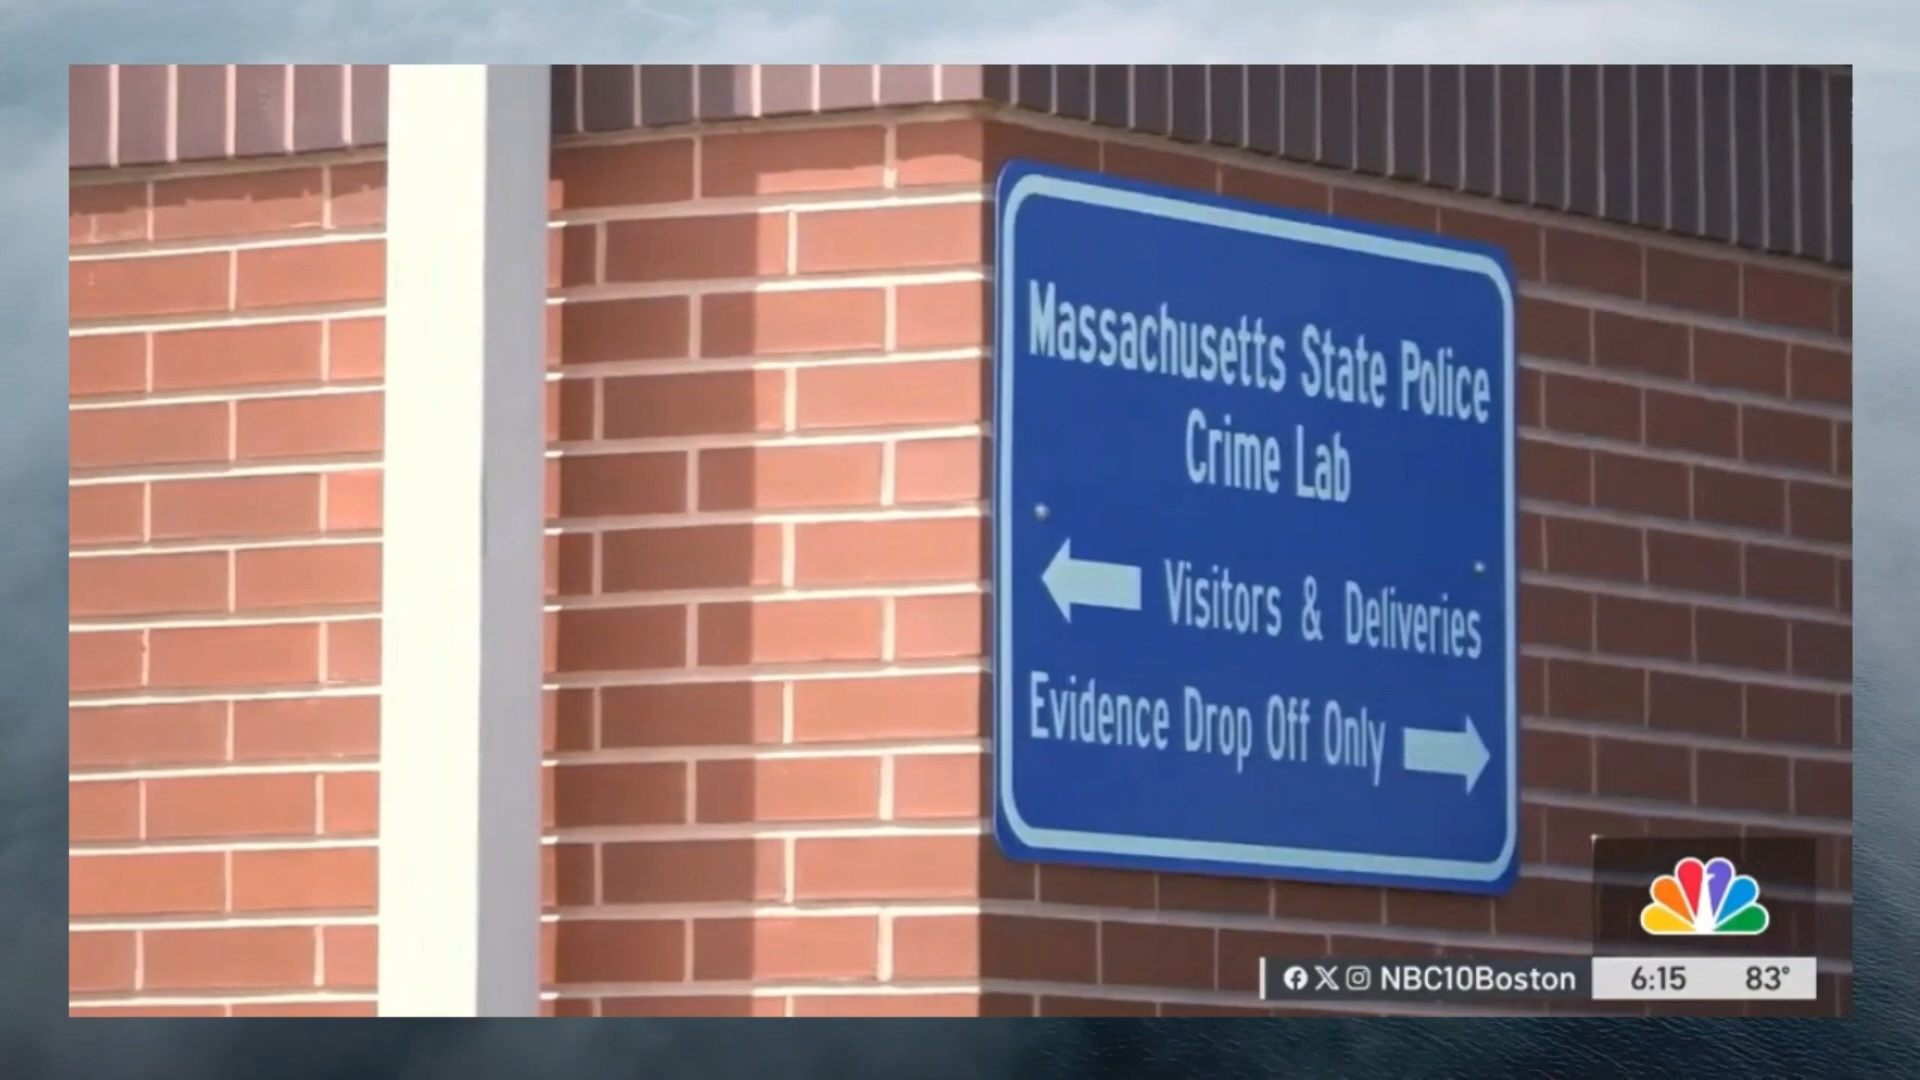 Massachusetts State Police
Crime Lab
Visitors & Deliveries
Evidence Drop Off Only
NBC10Boston
6:15 83°